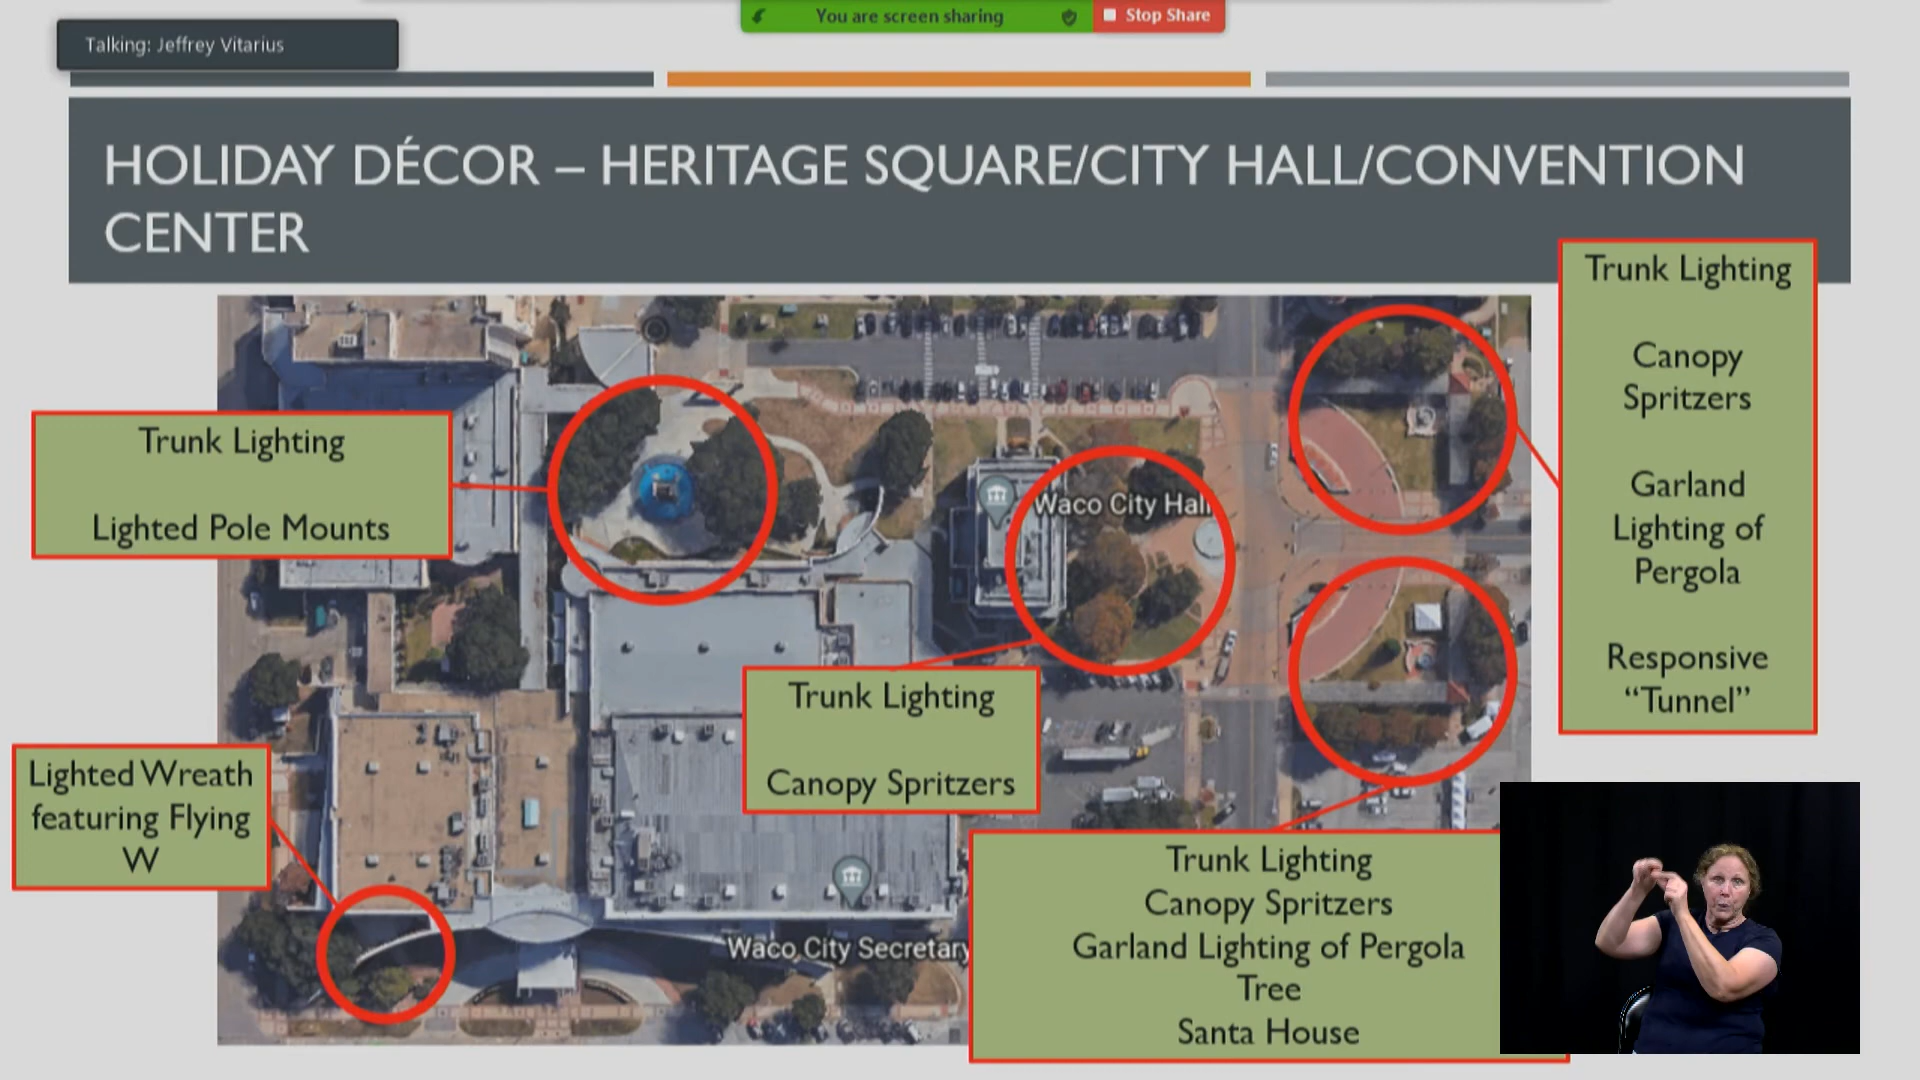 You are screen sharing
Stop Share
Talking: Jeffrey Vitarius
HOLIDAY DÉCOR – HERITAGE SQUARE/CITY HALL/CONVENTION
CENTER
Trunk Lighting
Canopy
Spritzers
Garland
Lighting of
Pergola
Responsive
“Tunnel”
Trunk Lighting
Lighted Pole Mounts
Waco City Hall
Trunk Lighting
Canopy Spritzers
Lighted Wreath
featuring Flying
W
Waco City Secretary
Trunk Lighting
Canopy Spritzers
Garland Lighting of Pergola
Tree
Santa House